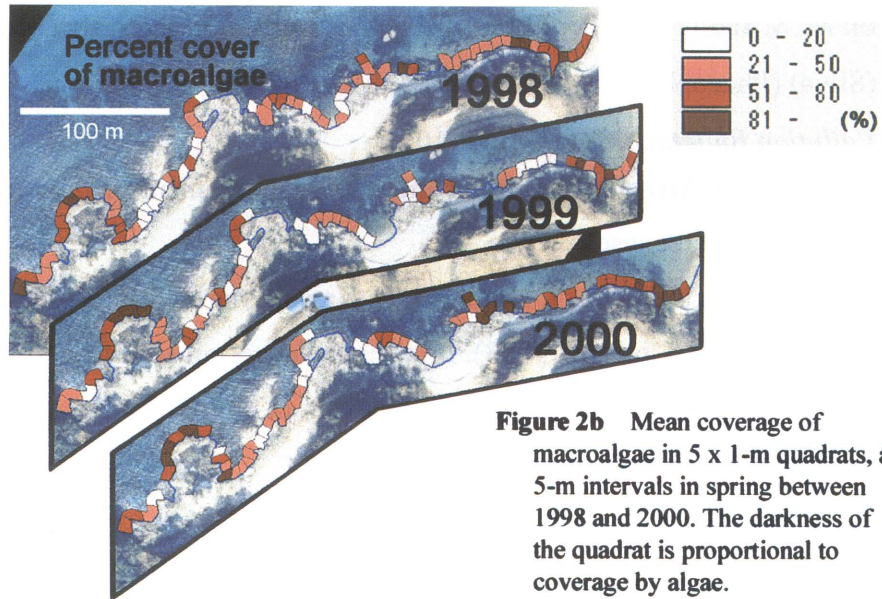 Percent cover
of macroalgae
100 m
1998
1999
2000
0 - 20
21 - 50
51 - 80
81 - (%)
Figure 2b Mean coverage of
macroalgae in 5 x 1-m quadrats,
5-m intervals in spring between
1998 and 2000. The darkness of
the quadrat is proportional to
coverage by algae.